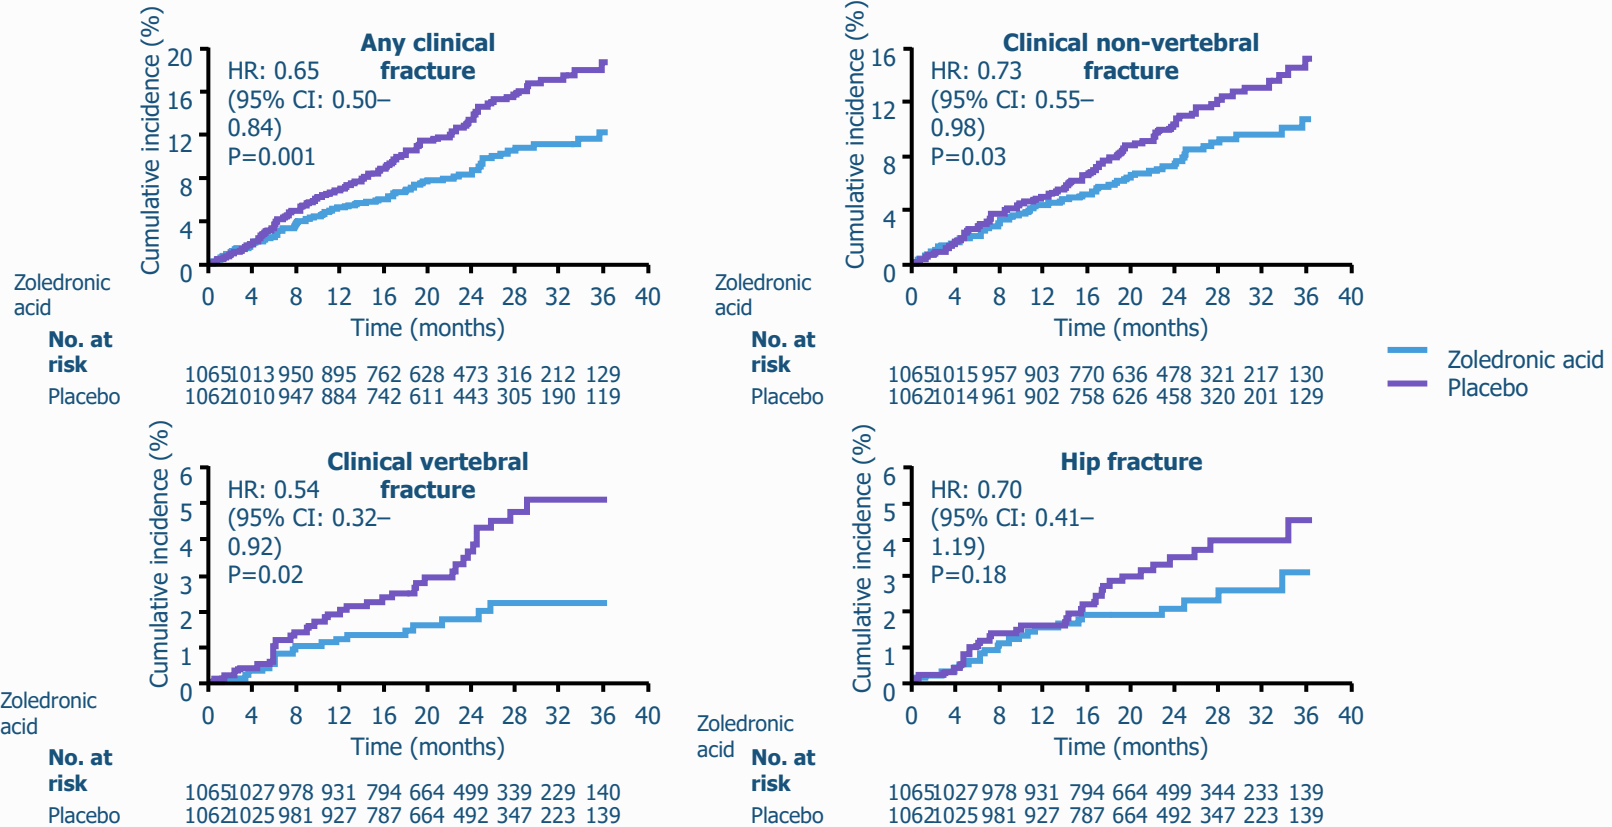 Any clinical
fracture
HR: 0.65
(95% CI: 0.50–
0.84)
P=0.001
Cumulative incidence (%)
20
16
12
8
4
0
0 4 8 12 16 20 24 28 32 36 40
Time (months)
Zoledronic
acid
No. at
risk
1065 1013 950 895 762 628 473 316 212 129
Placebo 1062 1010 947 884 742 611 443 305 190 119
Clinical non-vertebral
fracture
HR: 0.73
(95% CI: 0.55–
0.98)
P=0.03
Cumulative incidence (%)
16
12
8
4
0
0 4 8 12 16 20 24 28 32 36 40
Time (months)
Zoledronic
acid
No. at
risk
1065 1015 957 903 770 636 478 321 217 130
Placebo 1062 1014 961 902 758 626 458 320 201 129
Zoledronic acid
Placebo
Clinical vertebral
fracture
HR: 0.54
(95% CI: 0.32–
0.92)
P=0.02
Cumulative incidence (%)
6
5
4
3
2
1
0
0 4 8 12 16 20 24 28 32 36 40
Time (months)
Zoledronic
acid
No. at
risk
1065 1027 978 931 794 664 499 339 229 140
Placebo 1062 1025 981 927 787 664 492 347 223 139
Hip fracture
HR: 0.70
(95% CI: 0.41–
1.19)
P=0.18
Cumulative incidence (%)
6
5
4
3
2
1
0
0 4 8 12 16 20 24 28 32 36 40
Time (months)
Zoledronic
acid
No. at
risk
1065 1027 978 931 794 664 499 344 233 139
Placebo 1062 1025 981 927 787 664 492 347 223 139